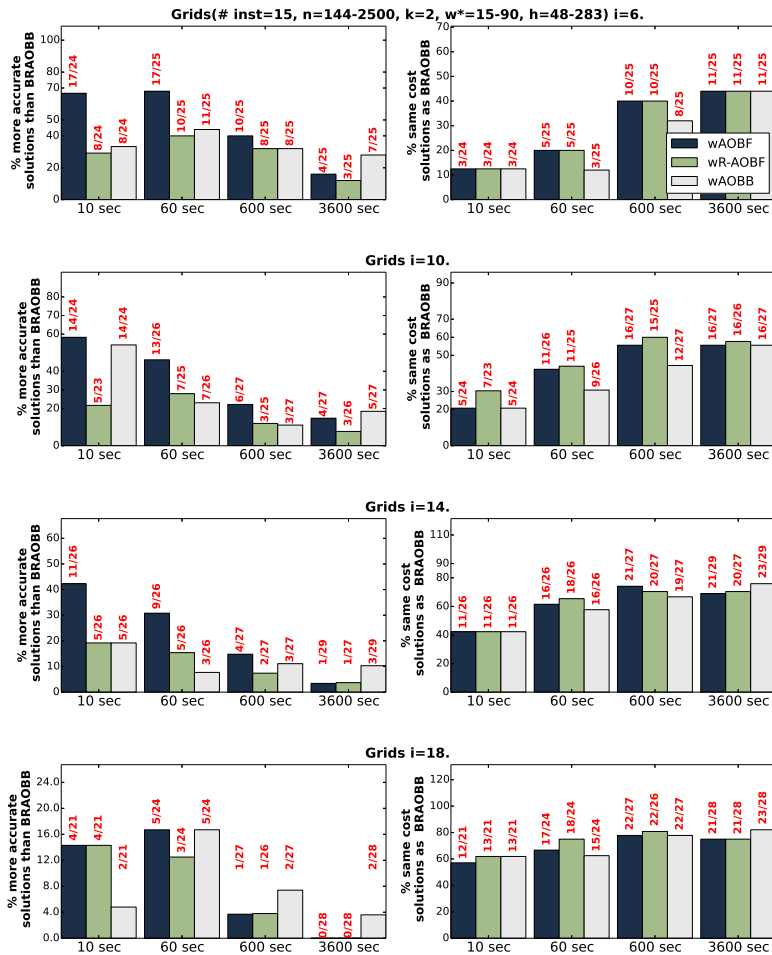 Grids(# inst=15, n=144-2500, k=2, w*=15-90, h=48-283) i=6.
% more accurate
solutions than BRAOBB
100
80
70
60
40
20
0
17/24
8/24
8/24
17/25
10/25
11/25
10/25
8/25
8/25
4/25
3/25
7/25
10 sec
60 sec
600 sec
3600 sec
% same cost
solutions as BRAOBB
70
60
50
40
30
20
10
0
3/24
3/24
3/24
5/25
5/25
3/25
10/25
10/25
8/25
11/25
11/25
11/25
wAOBF
wR-AOBF
wAOBB
10 sec
60 sec
600 sec
3600 sec
Grids i=10.
% more accurate
solutions than BRAOBB
80
60
50
40
30
20
10
0
14/24
5/23
14/24
13/26
7/25
7/26
6/27
3/25
3/27
4/27
3/26
5/27
10 sec
60 sec
600 sec
3600 sec
% same cost
solutions as BRAOBB
90
70
60
50
30
20
0
5/24
7/23
5/24
11/26
11/25
9/26
16/27
15/25
12/27
16/27
16/26
16/27
10 sec
60 sec
600 sec
3600 sec
Grids i=14.
% more accurate
solutions than BRAOBB
60
50
40
30
20
10
0
11/26
5/26
5/26
9/26
5/26
3/26
4/27
2/27
3/27
1/29
1/27
3/29
10 sec
60 sec
600 sec
3600 sec
% same cost
solutions as BRAOBB
120
100
80
60
40
20
0
11/26
11/26
11/26
16/26
18/26
16/26
21/27
20/27
19/27
21/29
20/27
23/29
10 sec
60 sec
600 sec
3600 sec
Grids i=18.
% more accurate
solutions than BRAOBB
24.0
20.0
16.0
12.0
8.0
4.0
0.0
4/21
4/21
2/21
5/24
3/24
5/24
1/27
1/26
2/27
0/28
0/28
2/28
10 sec
60 sec
600 sec
3600 sec
% same cost
solutions as BRAOBB
120
100
80
60
40
20
0
12/21
13/21
13/21
17/24
18/24
15/24
22/27
22/26
22/27
21/28
21/28
23/28
10 sec
60 sec
600 sec
3600 sec